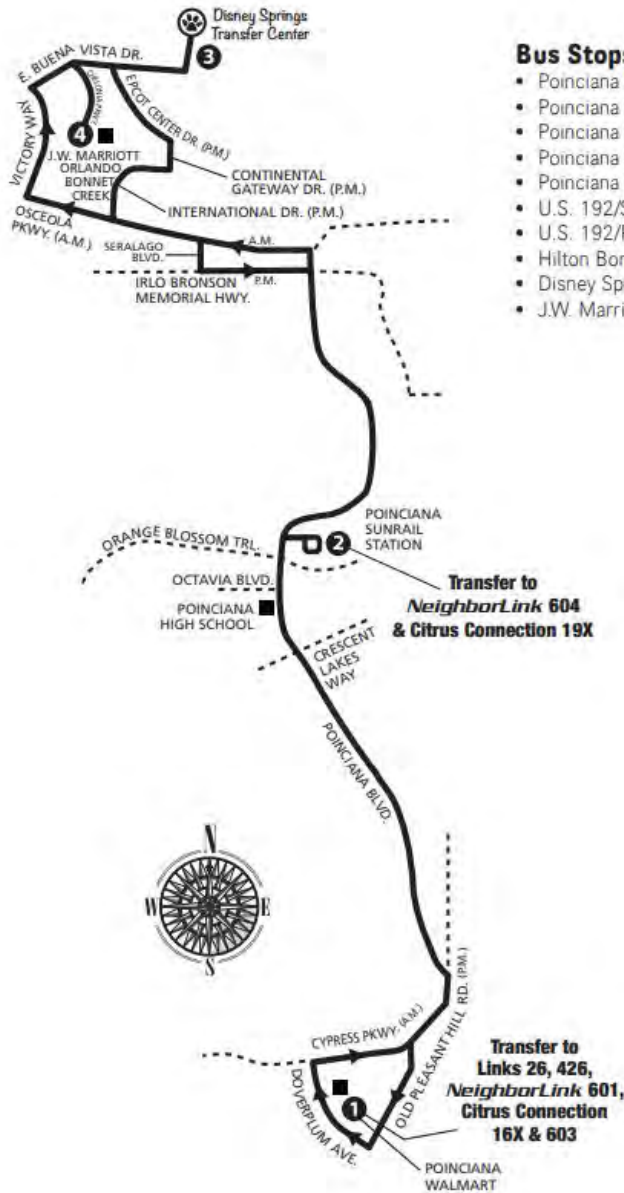 Disney Springs
Transfer Center
3
E. BUENA VISTA DR.
EPCOT CENTER DR. (P.M.)
VICTORY WAY
4
J.W. MARRIOTT
ORLANDO
BONNET
CREEK
CONTINENTAL
GATEWAY DR. (P.M.)
INTERNATIONAL DR. (P.M.)
OSCEOLA
PKWY. (A.M.)
SERALAGO
BLVD.
A.M.
P.M.
IRLO BRONSON
MEMORIAL HWY.
Bus Stops
• Poinciana
• Poinciana
• Poinciana
• Poinciana
• Poinciana
• U.S. 192/
• U.S. 192/
• Hilton Bon
• Disney Sp
• J.W. Marri
POINCIANA
SUNRAIL
STATION
2
ORANGE BLOSSOM TRL.
OCTAVIA BLVD.
POINCIANA
HIGH SCHOOL
Transfer to
NeighborLink 604
& Citrus Connection 19X
CRESCENT
LAKES
WAY
POINCIANA BLVD.
N
W
E
S
CYPRESS PKWY. (A.M.)
OLD PLEASANT HILL RD. (P.M.)
DOVERPLUM AVE.
1
Transfer to
Links 26, 426,
NeighborLink 601,
Citrus Connection
16X & 603
POINCIANA
WALMART